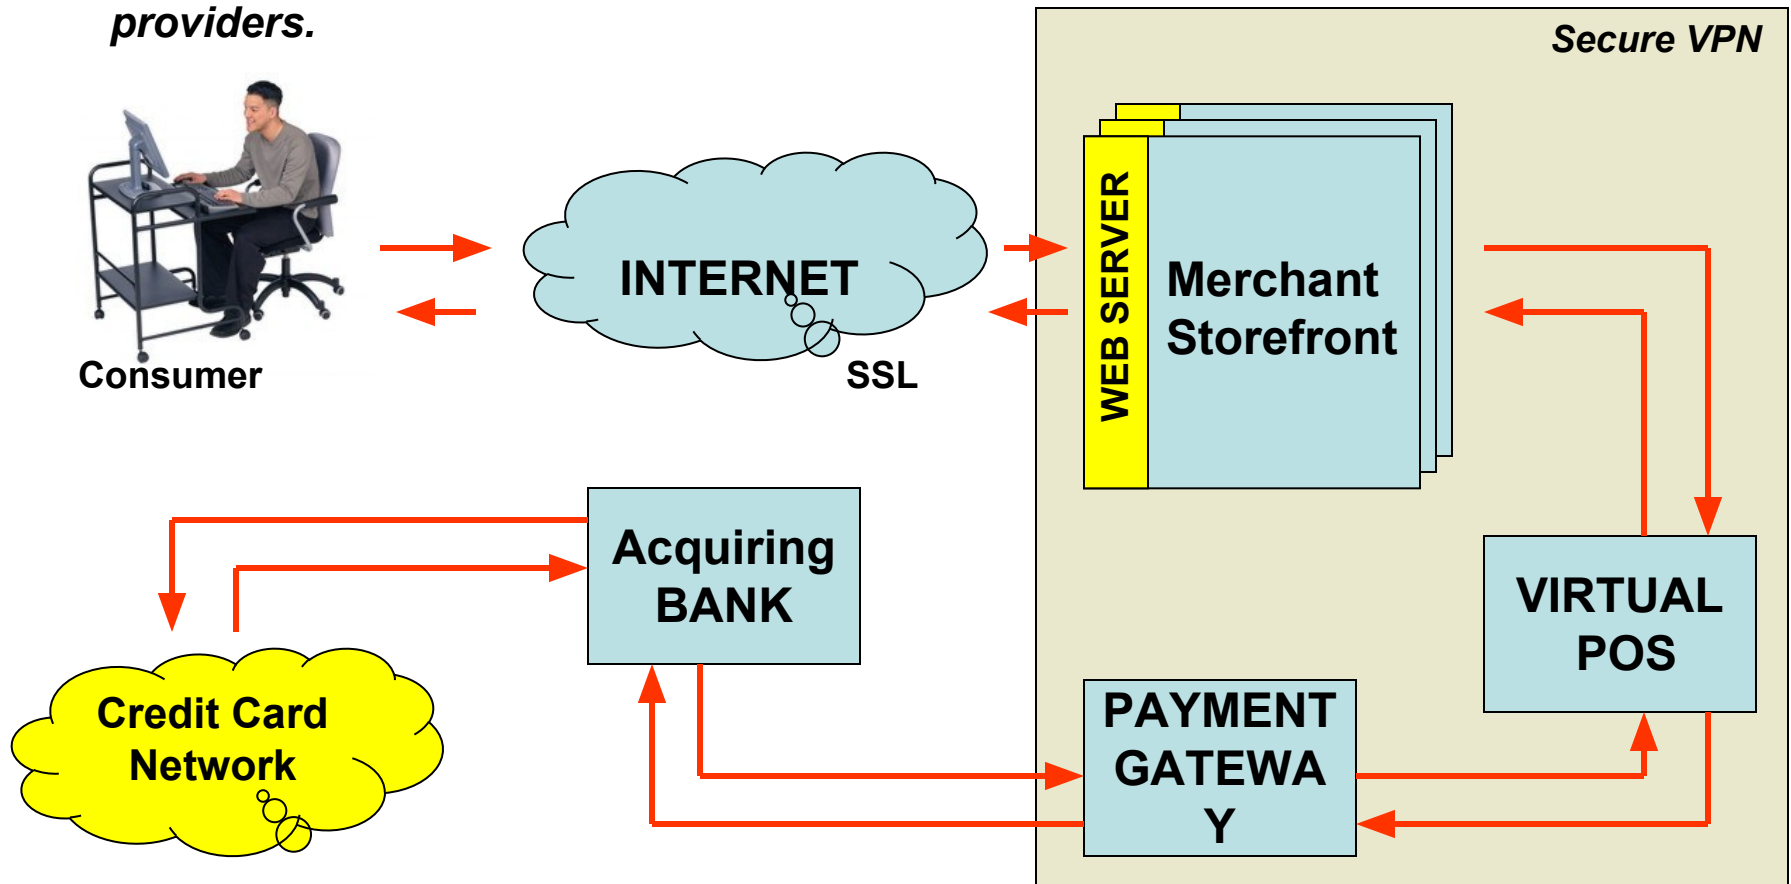 providers.
Secure VPN
Consumer
INTERNET
SSL
WEB SERVER
Merchant
Storefront
Acquiring
BANK
VIRTUAL
POS
Credit Card
Network
PAYMENT
GATEWA
Y